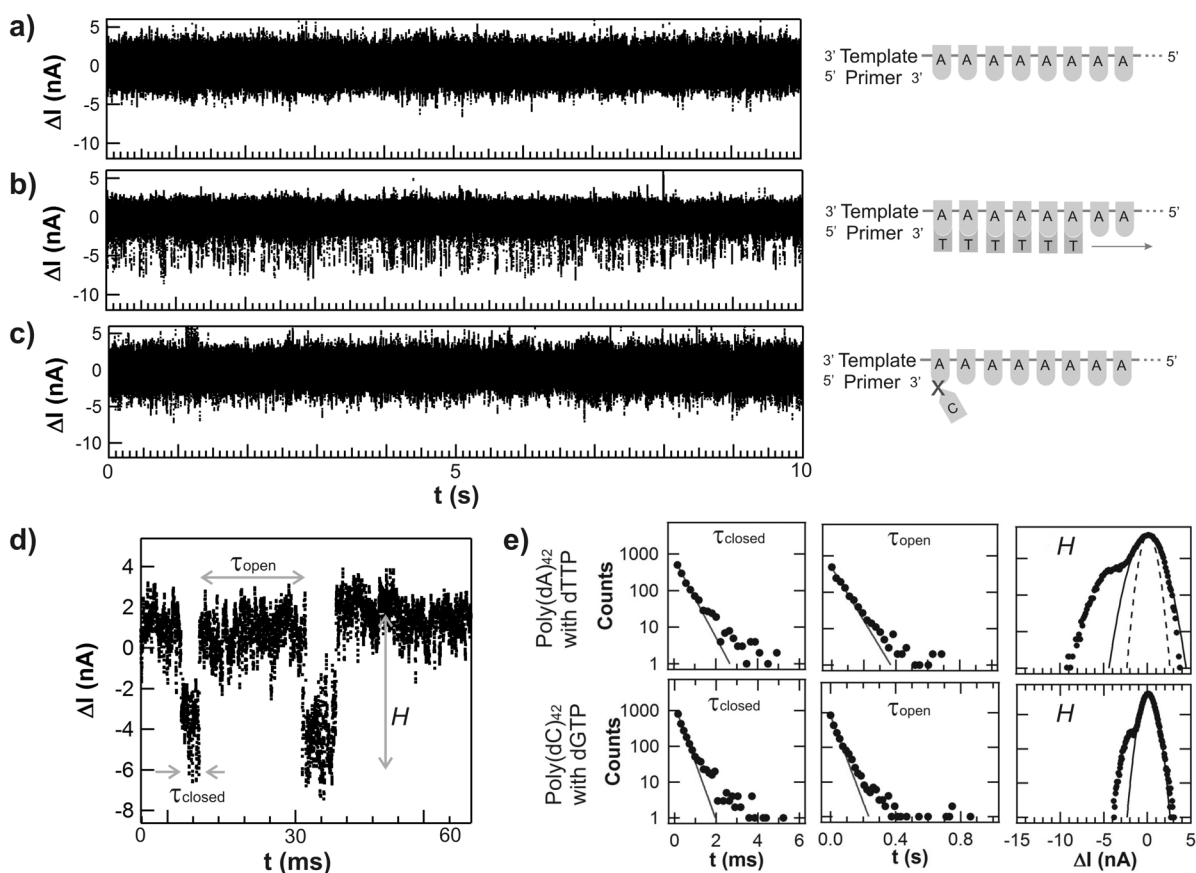 a)
ΔI (nA)
5
0
-5
-10
3' Template A A A A A A A A 5'
5' Primer 3'
b)
ΔI (nA)
5
0
-5
-10
3' Template A A A A A A A A 5'
5' Primer 3' T T T T T T
c)
ΔI (nA)
5
0
-5
-10
0 5 10
t (s)
3' Template A A A A A A A A 5'
5' Primer 3' X
C
d)
ΔI (nA)
4
2
0
-2
-4
-6
-8
τopen
H
τclosed
0 30 60
t (ms)
e)
Poly(dA)42
with dTTP
Counts
1000
100
10
1
τclosed
τopen
H
Poly(dC)42
with dGTP
Counts
1000
100
10
1
τclosed
τopen
H
0 2 4 6
t (ms)
0.0 0.4 0.8
t (s)
-15 -10 -5 0 5
ΔI (nA)